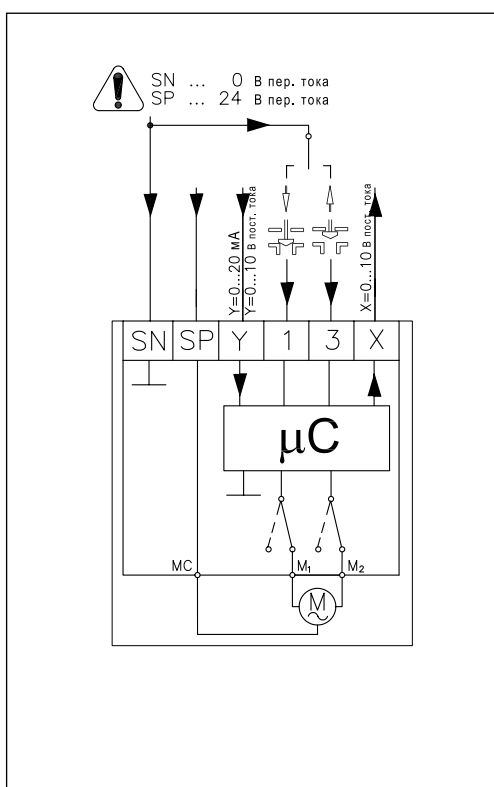 SN ... 0 В пер. тока
SP ... 24 В пер. тока
Y=0...20 мА
Y=0...10 В пост. тока
X=0...10 В пост. тока
SN SP Y 1 3 X
µC
MC M₁ M₂
M